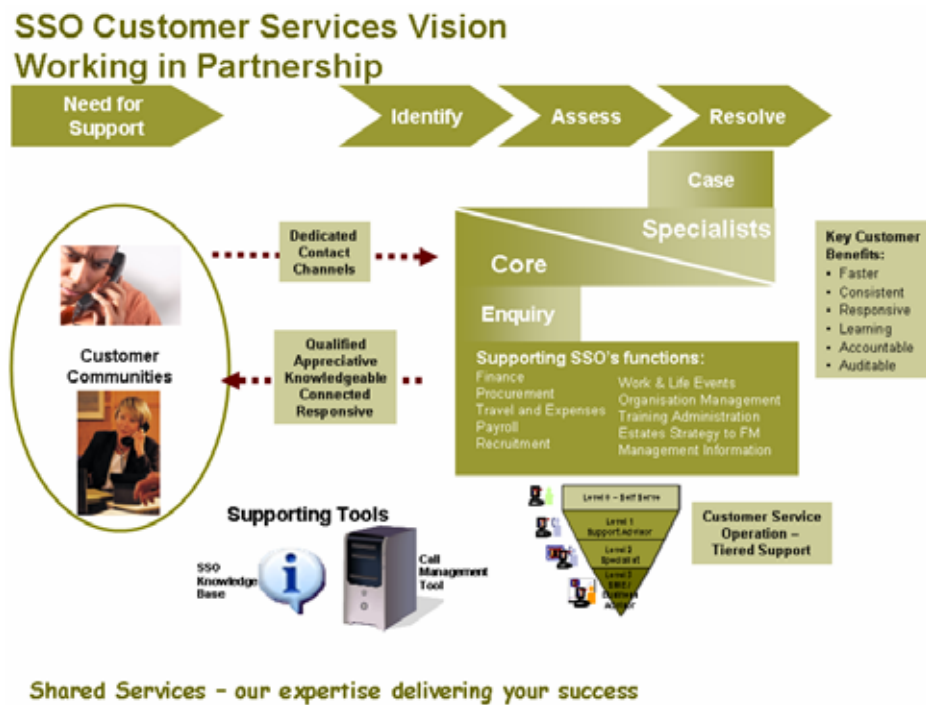 SSO Customer Services Vision
Working in Partnership
Need for
Support
Identify
Assess
Resolve
Case
Specialists
Core
Enquiry
Dedicated
Contact
Channels
Qualified
Appreciative
Knowledgeable
Connected
Responsive
Customer
Communities
Key Customer
Benefits:
• Faster
• Consistent
• Responsive
• Learning
• Accountable
• Auditable
Supporting SSO's functions:
Finance
Procurement
Travel and Expenses
Payroll
Recruitment
Work & Life Events
Organisation Management
Training Administration
Estates Strategy to FM
Management Information
Supporting Tools
SSO
Knowledge
Base
Call
Management
Tool
Level 0 – Self Serve
Level 1
Support Advisor
Level 2
Specialist
Level 3
Advisor
Customer Service
Operation –
Tiered Support
Shared Services – our expertise delivering your success